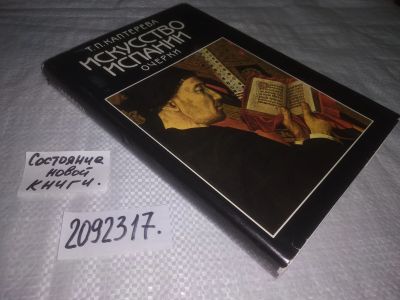 Т.П.КАПТЕРЕВА
ИСКУССТВО
ИСПАНИИ
ОЧЕРКИ
Состояние
новой
книги.
2092317.